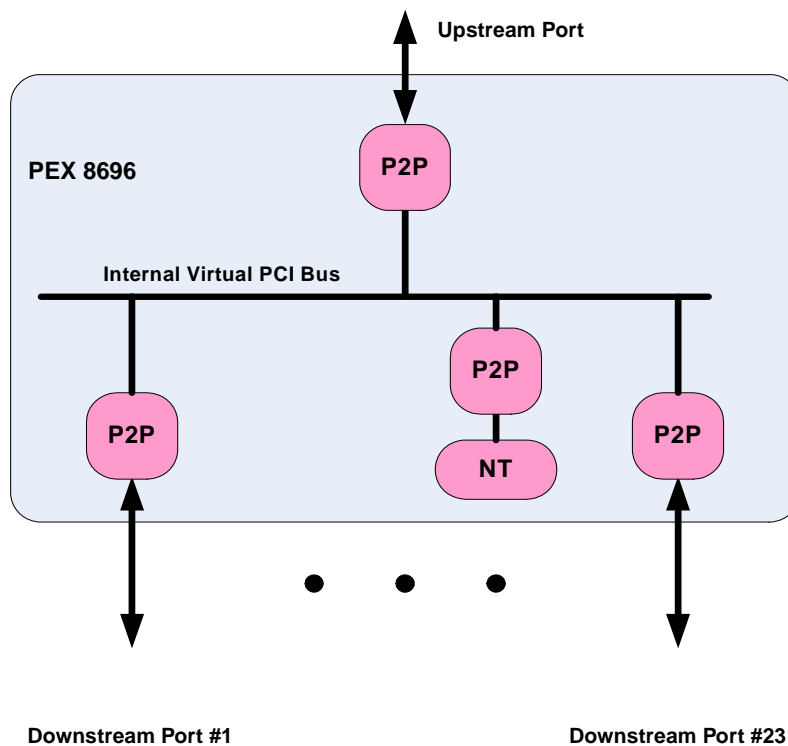 Upstream Port
PEX 8696
P2P
Internal Virtual PCI Bus
P2P
P2P
P2P
NT
Downstream Port #1
Downstream Port #23